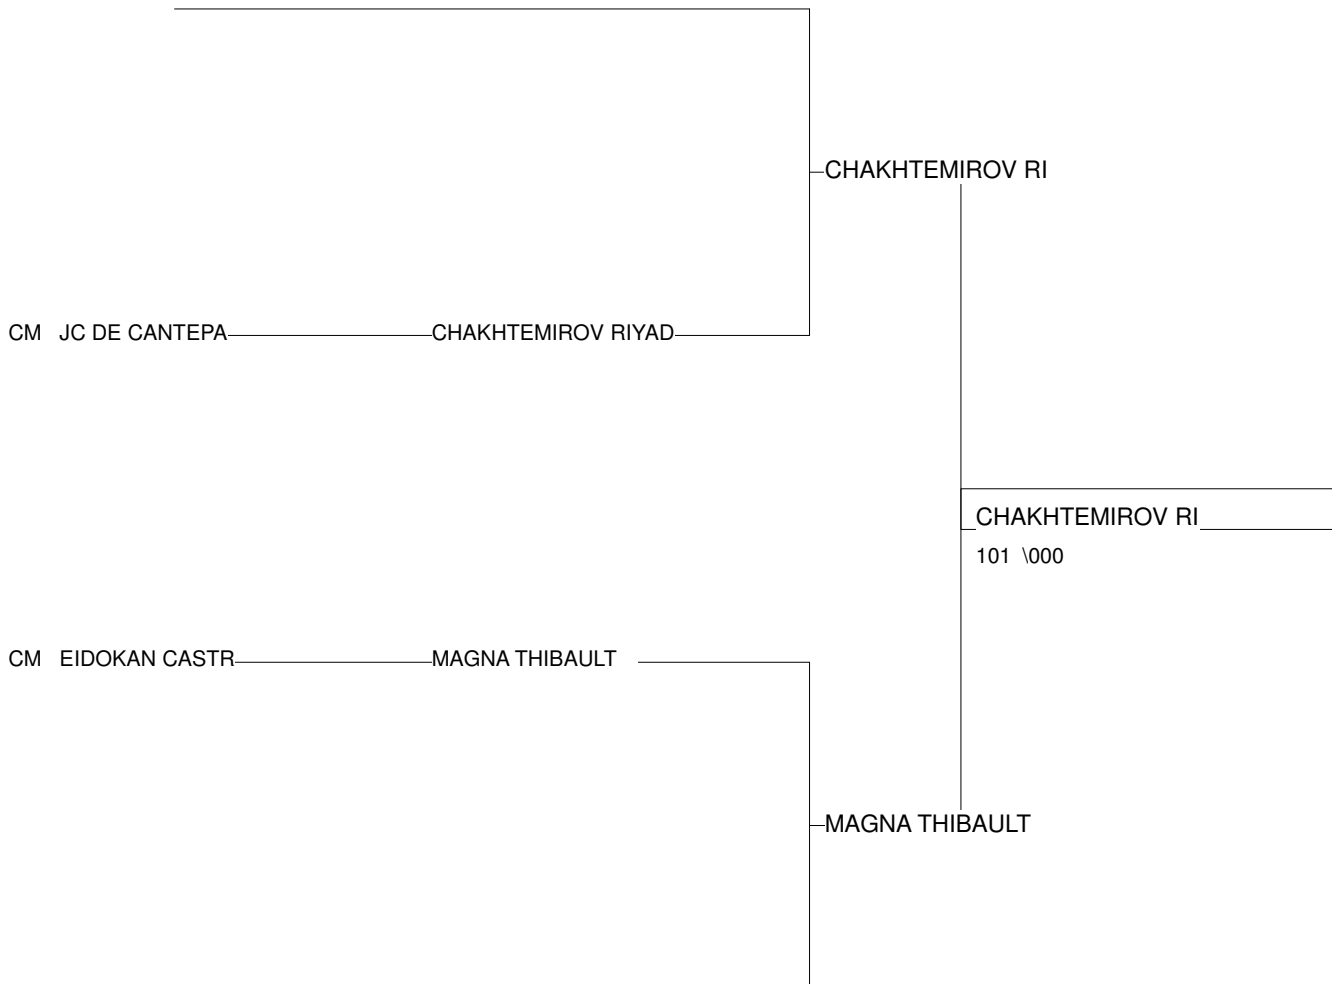 CHAKHTEMIROV RI
CM JC DE CANTEPA CHAKHTEMIROV RIYAD
CHAKHTEMIROV RI
101 \000
CM EIDOKAN CASTR MAGNA THIBAULT
MAGNA THIBAULT